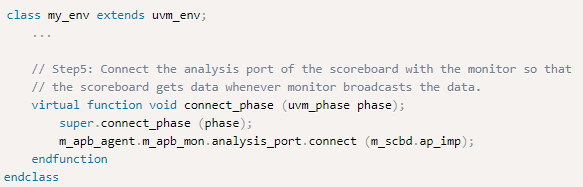 class my_env extends uvm_env;
...
// Step5: Connect the analysis port of the scoreboard with the monitor so that
// the scoreboard gets data whenever monitor broadcasts the data.
virtual function void connect_phase (uvm_phase phase);
super.connect_phase (phase);
m_apb_agent.m_apb_mon.analysis_port.connect (m_scbd.ap_imp);
endfunction
endclass